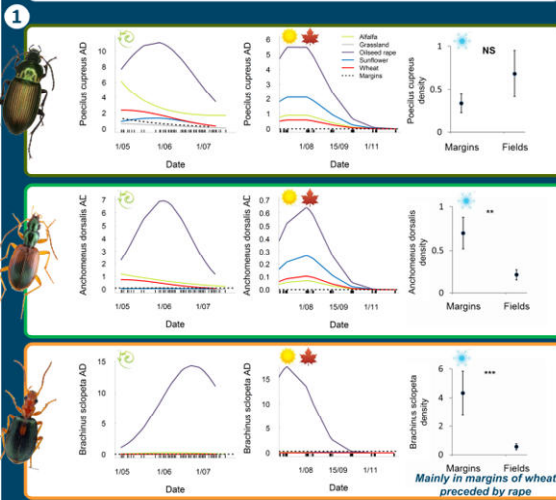 1
Poecilus cupreus AD
10
8
6
4
2
0
1/05
1/06
1/07
Date
Poecilus cupreus AD
6
5
4
3
2
1
0
1/08
15/09
1/11
Date
Alfalfa
Grassland
Oilseed rape
Sunflower
Wheat
Margins
Poecilus cupreus
density
1
0.5
0
NS
Margins
Fields
Anchomenus dorsalis AD
7
6
5
4
3
2
1
0
1/05
1/06
1/07
Date
Anchomenus dorsalis AD
0.7
0.6
0.5
0.4
0.3
0.2
0.1
0.0
1/08
15/09
1/11
Date
Anchomenus dorsalis
density
1
0.5
0
**
Margins
Fields
Brachinus sclopeta AD
15
10
5
0
1/05
1/06
1/07
Date
Brachinus sclopeta AD
15
10
5
0
1/08
15/09
1/11
Date
Brachinus sclopeta
density
6
4
2
0
***
Margins
Fields
Mainly in margins of wheat
preceded by rape